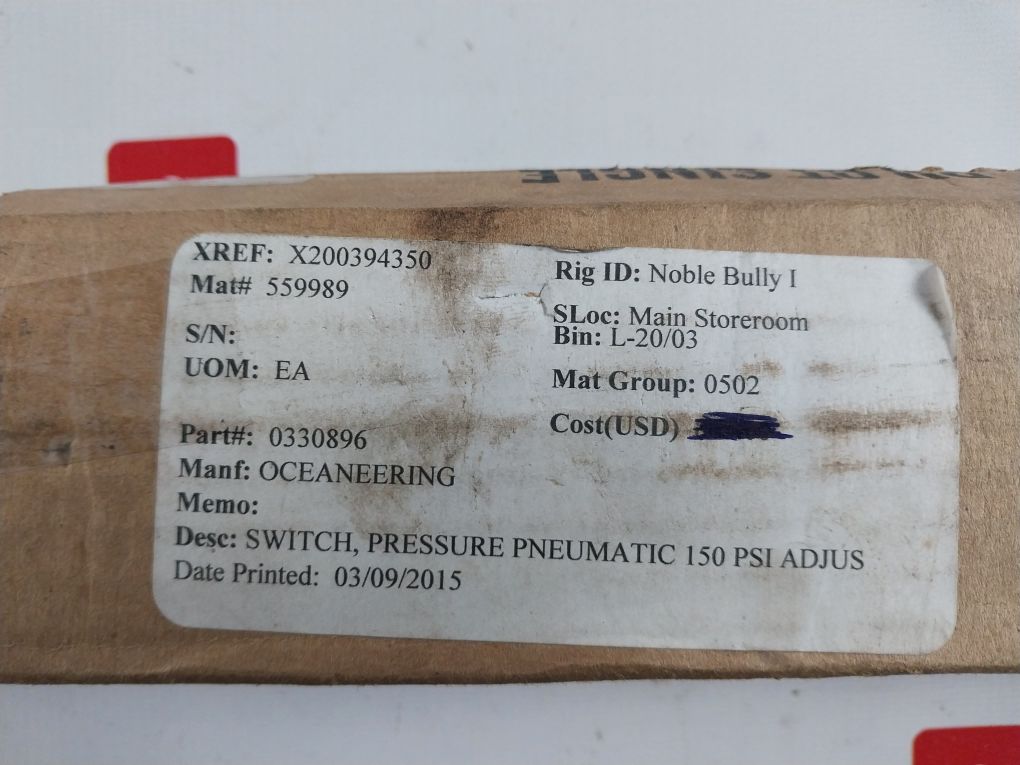 XREF: X200394350
Mat# 559989
S/N:
UOM: EA
Part#: 0330896
Manf: OCEANEERING
Memo:
Desc: SWITCH, PRESSURE PNEUMATIC 150 PSI ADJUS
Date Printed: 03/09/2015
Rig ID: Noble Bully I
SLoc: Main Storeroom
Bin: L-20/03
Mat Group: 0502
Cost(USD)